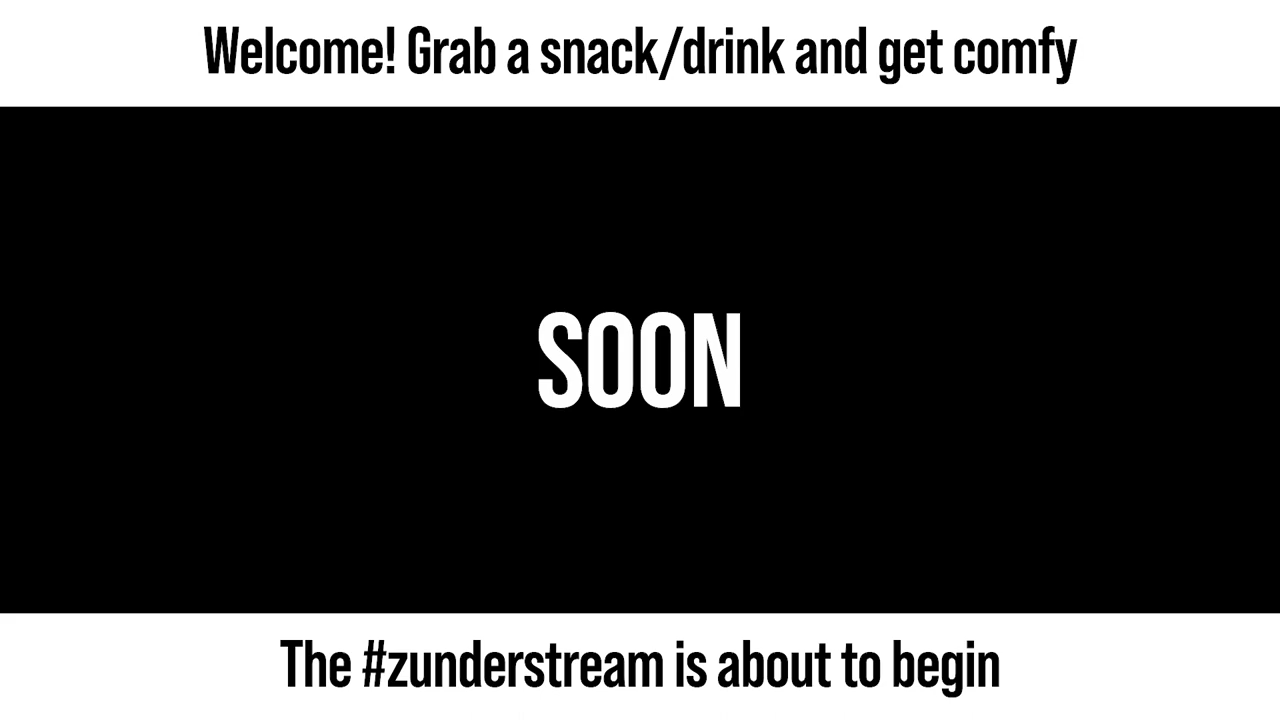 Welcome! Grab a snack/drink and get comfy
SOON
The #zunderstream is about to begin